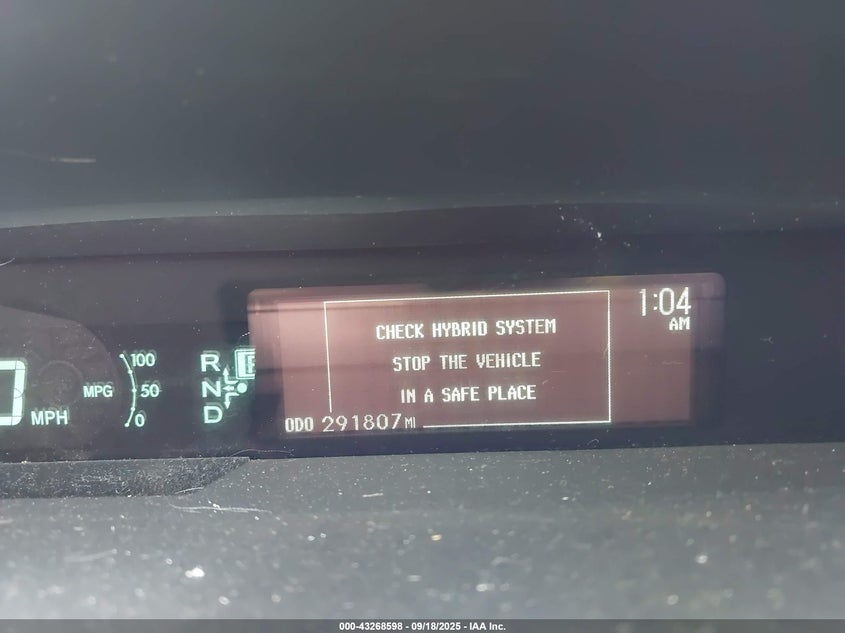 1:04
AM
CHECK HYBRID SYSTEM
STOP THE VEHICLE
IN A SAFE PLACE
ODO 291807 MI
100
MPG 50
0
MPH
R
N
D
000-43268598 - 09/18/2025 - IAA Inc.